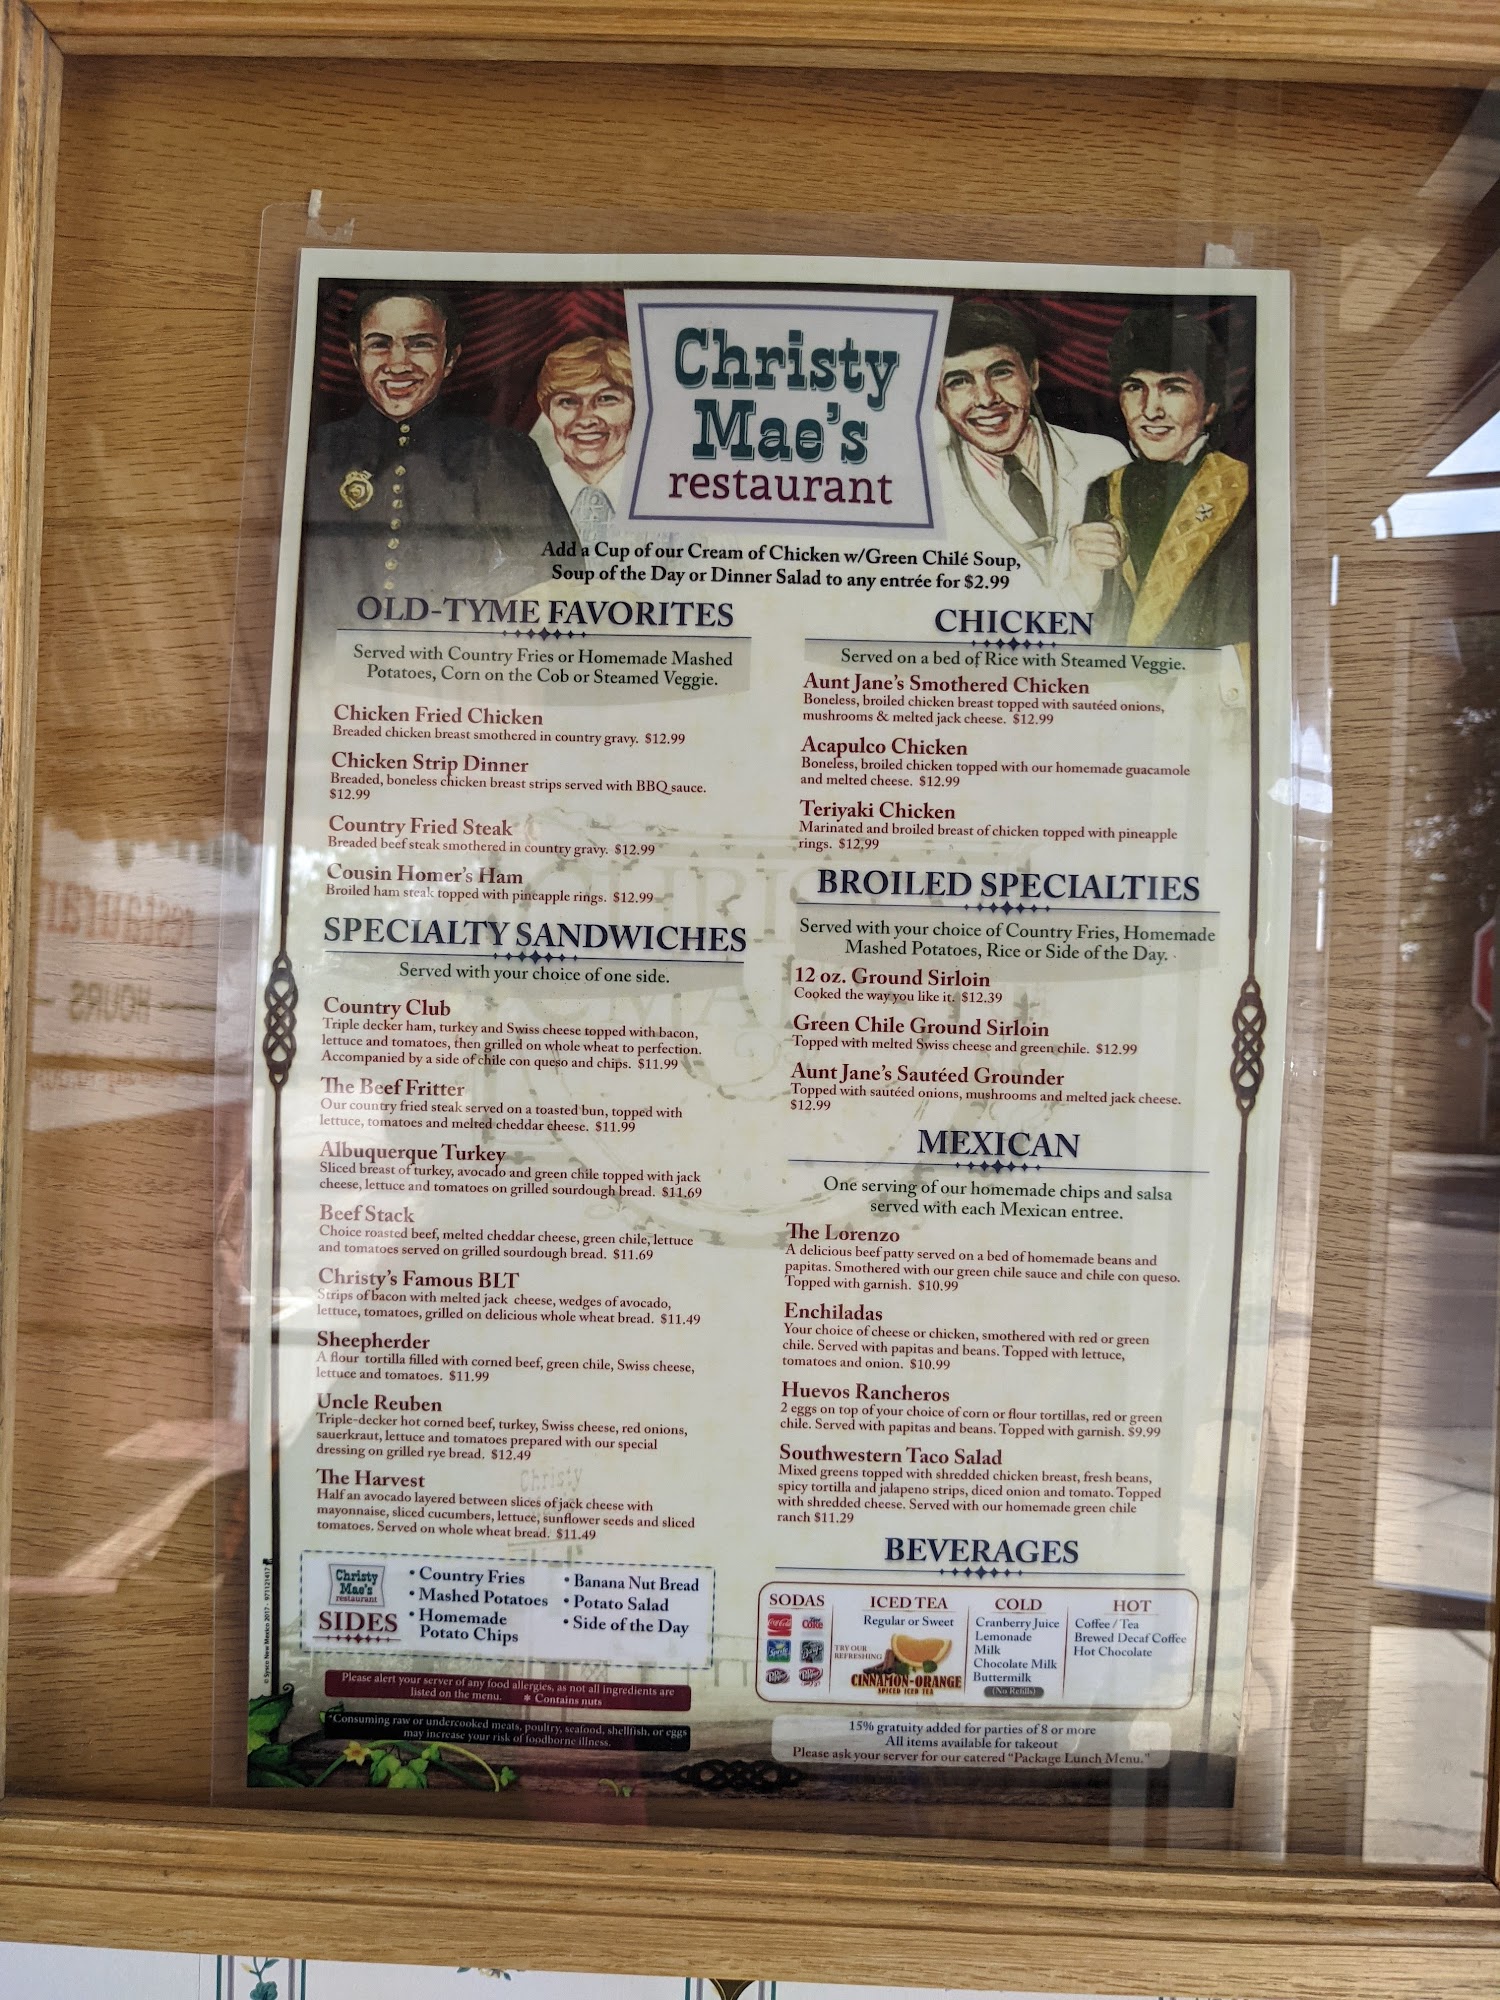 Christy
Mae's
restaurant
Add a Cup of our Cream of Chicken w/Green Chilé Soup,
Soup of the Day or Dinner Salad to any entrée for $2.99
OLD-TYME FAVORITES
Served with Country Fries or Homemade Mashed
Potatoes, Corn on the Cob or Steamed Veggie.
Chicken Fried Chicken
Breaded chicken breast smothered in country gravy. $12.99
Chicken Strip Dinner
Breaded, boneless chicken breast strips served with BBQ sauce.
$12.99
Country Fried Steak
Breaded beef steak smothered in country gravy. $12.99
Cousin Homer's Ham
Broiled ham steak topped with pineapple rings. $12.99
SPECIALTY SANDWICHES
Served with your choice of one side.
Country Club
Triple decker ham, turkey and Swiss cheese topped with bacon,
lettuce and tomatoes, then grilled on whole wheat to perfection.
Accompanied by a side of chile con queso and chips. $11.99
The Beef Fritter
Our country fried steak served on a toasted bun, topped with
lettuce, tomatoes and melted cheddar cheese. $11.99
Albuquerque Turkey
Sliced breast of turkey, avocado and green chile topped with jack
cheese, lettuce and tomatoes on grilled sourdough bread. $11.69
Beef Stack
Choice roasted beef, melted cheddar cheese, green chile, lettuce
and tomatoes served on grilled sourdough bread. $11.69
Christy's Famous BLT
Strips of bacon with melted jack cheese, wedges of avocado,
lettuce, tomatoes, grilled on delicious whole wheat bread. $11.49
Sheepherder
A flour tortilla filled with corned beef, green chile, Swiss cheese,
lettuce and tomatoes. $11.99
Uncle Reuben
Triple-decker hot corned beef, turkey, Swiss cheese, red onions,
sauerkraut, lettuce and tomatoes prepared with our special
dressing on grilled rye bread. $12.49
The Harvest
Half an avocado layered between slices of jack cheese with
mayonnaise, sliced cucumbers, lettuce, sunflower seeds and sliced
tomatoes. Served on whole wheat bread. $11.49
Christy
Mae's
restaurant
SIDES
• Country Fries
• Mashed Potatoes
• Homemade
Potato Chips
• Banana Nut Bread
• Potato Salad
• Side of the Day
Please alert your server of any food allergies, as not all ingredients are
listed on the menu. * Contains nuts
*Consuming raw or undercooked meats, poultry, seafood, shellfish, or eggs
may increase your risk of foodborne illness.
© Sysco New Mexico 2017 - 971121417
CHICKEN
Served on a bed of Rice with Steamed Veggie.
Aunt Jane's Smothered Chicken
Boneless, broiled chicken breast topped with sautéed onions,
mushrooms & melted jack cheese. $12.99
Acapulco Chicken
Boneless, broiled chicken topped with our homemade guacamole
and melted cheese. $12.99
Teriyaki Chicken
Marinated and broiled breast of chicken topped with pineapple
rings. $12.99
BROILED SPECIALTIES
Served with your choice of Country Fries, Homemade
Mashed Potatoes, Rice or Side of the Day.
12 oz. Ground Sirloin
Cooked the way you like it. $12.39
Green Chile Ground Sirloin
Topped with melted Swiss cheese and green chile. $12.99
Aunt Jane's Sautéed Grounder
Topped with sautéed onions, mushrooms and melted jack cheese.
$12.99
MEXICAN
One serving of our homemade chips and salsa
served with each Mexican entree.
The Lorenzo
A delicious beef patty served on a bed of homemade beans and
papitas. Smothered with our green chile sauce and chile con queso.
Topped with garnish. $10.99
Enchiladas
Your choice of cheese or chicken, smothered with red or green
chile. Served with papitas and beans. Topped with lettuce,
tomatoes and onion. $10.99
Huevos Rancheros
2 eggs on top of your choice of corn or flour tortillas, red or green
chile. Served with papitas and beans. Topped with garnish. $9.99
Southwestern Taco Salad
Mixed greens topped with shredded chicken breast, fresh beans,
spicy tortilla and jalapeno strips, diced onion and tomato. Topped
with shredded cheese. Served with our homemade green chile
ranch $11.29
BEVERAGES
SODAS
Coca-Cola
Diet Coke
Sprite
Barq's
Dr Pepper
ICED TEA
Regular or Sweet
TRY OUR
REFRESHING
CINNAMON-ORANGE
SPICED ICED TEA
COLD
Cranberry Juice
Lemonade
Milk
Chocolate Milk
Buttermilk
(No Refills)
HOT
Coffee / Tea
Brewed Decaf Coffee
Hot Chocolate
15% gratuity added for parties of 8 or more
All items available for takeout
Please ask your server for our catered "Package Lunch Menu."